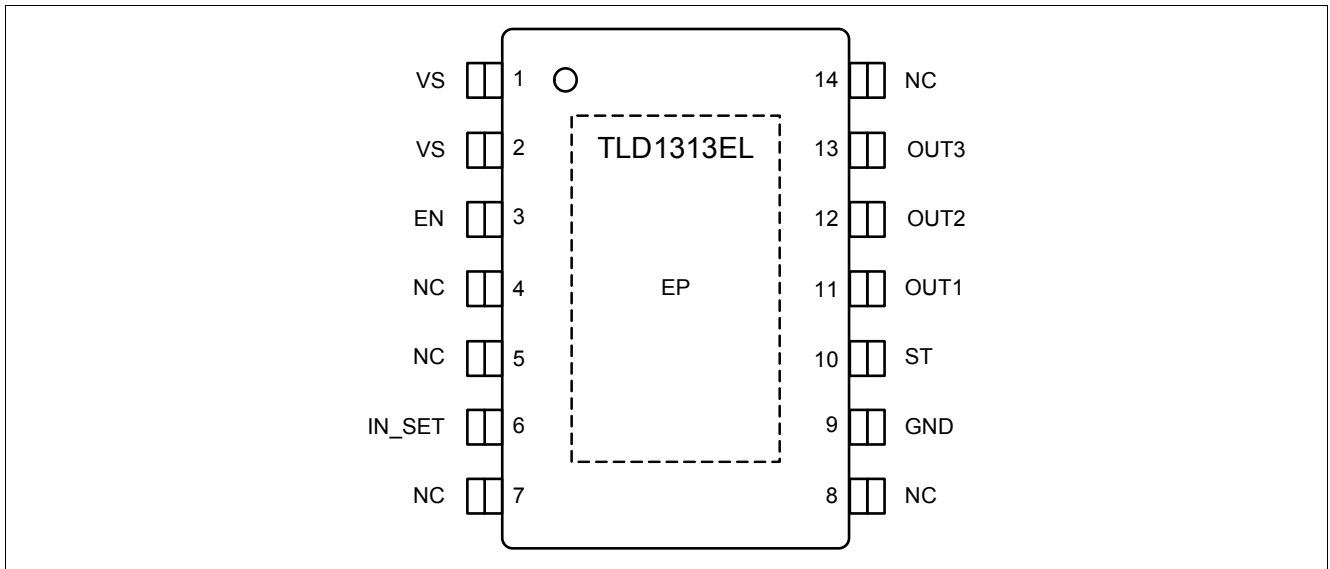 VS 1 14 NC
VS 2 TLD1313EL 13 OUT3
EN 3 12 OUT2
NC 4 EP 11 OUT1
NC 5 10 ST
IN_SET 6 9 GND
NC 7 8 NC